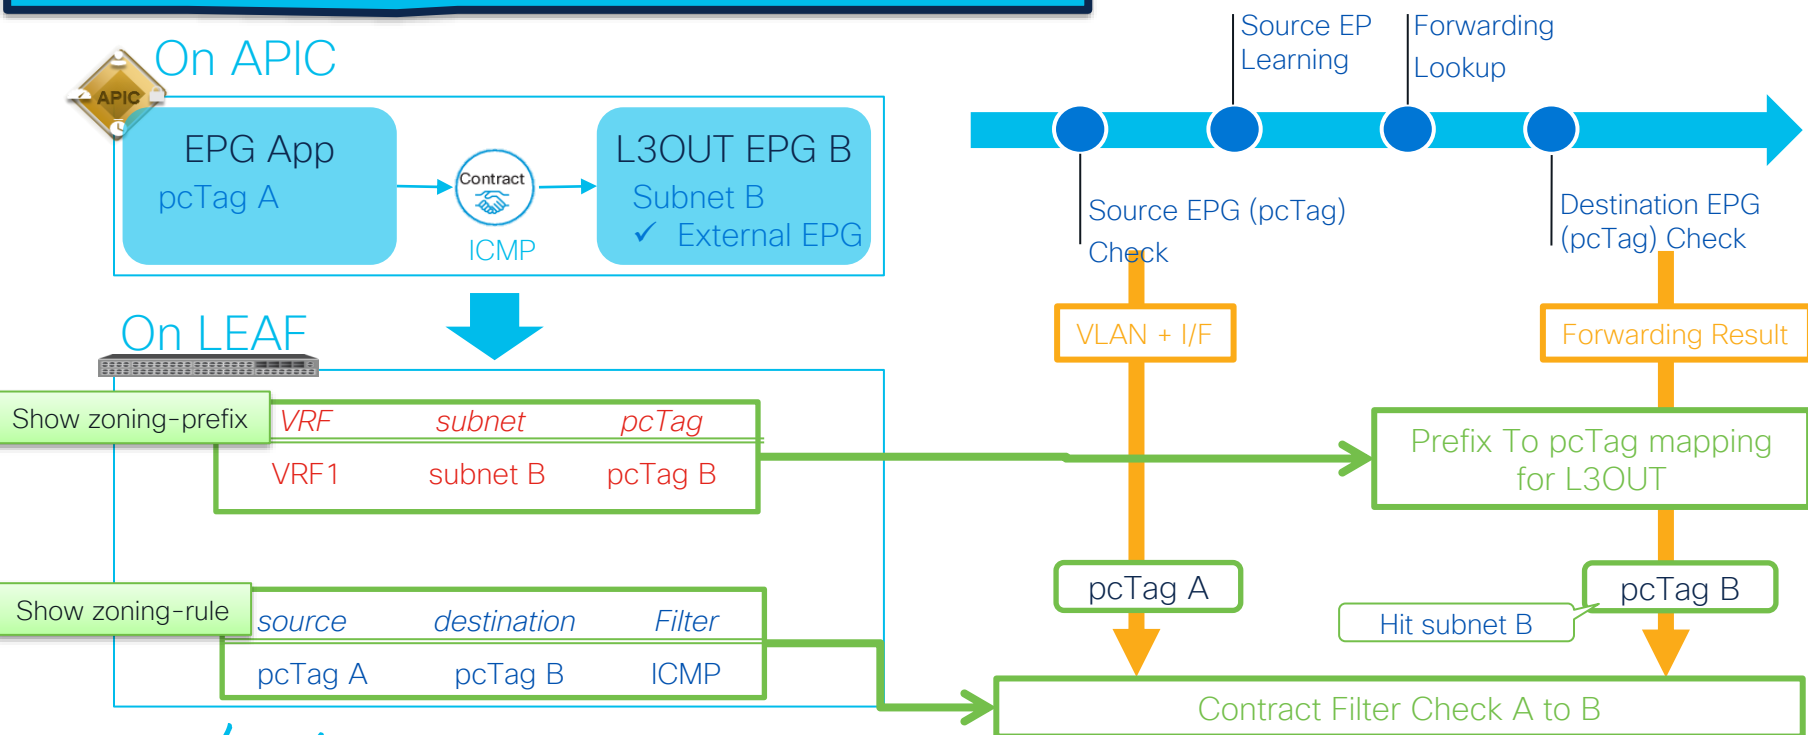 On APIC
APIC
EPG App
pcTag A
Contract
ICMP
L3OUT EPG B
Subnet B
✓ External EPG
On LEAF
Show zoning-prefix
VRF subnet pcTag
VRF1 subnet B pcTag B
Show zoning-rule
source destination Filter
pcTag A pcTag B ICMP
Source EP
Learning
Forwarding
Lookup
Source EPG (pcTag)
Check
Destination EPG
(pcTag) Check
VLAN + I/F
Forwarding Result
Prefix To pcTag mapping
for L3OUT
pcTag A
pcTag B
Hit subnet B
Contract Filter Check A to B